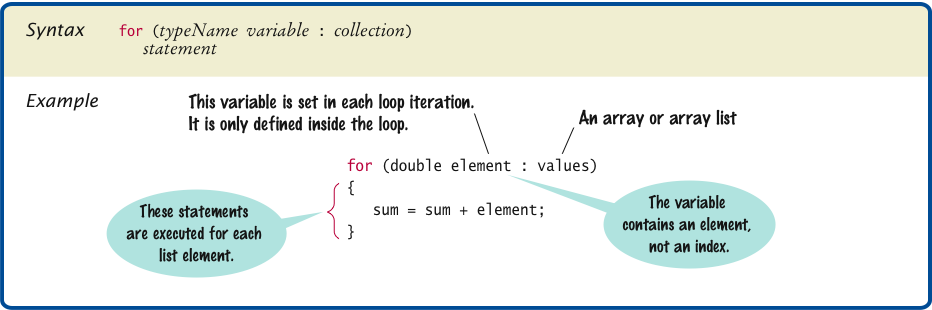 Syntax for (typeName variable : collection)
statement
Example
This variable is set in each loop iteration.
It is only defined inside the loop.
An array or array list
for (double element : values)
{
sum = sum + element;
}
These statements
are executed for each
list element.
The variable
contains an element,
not an index.